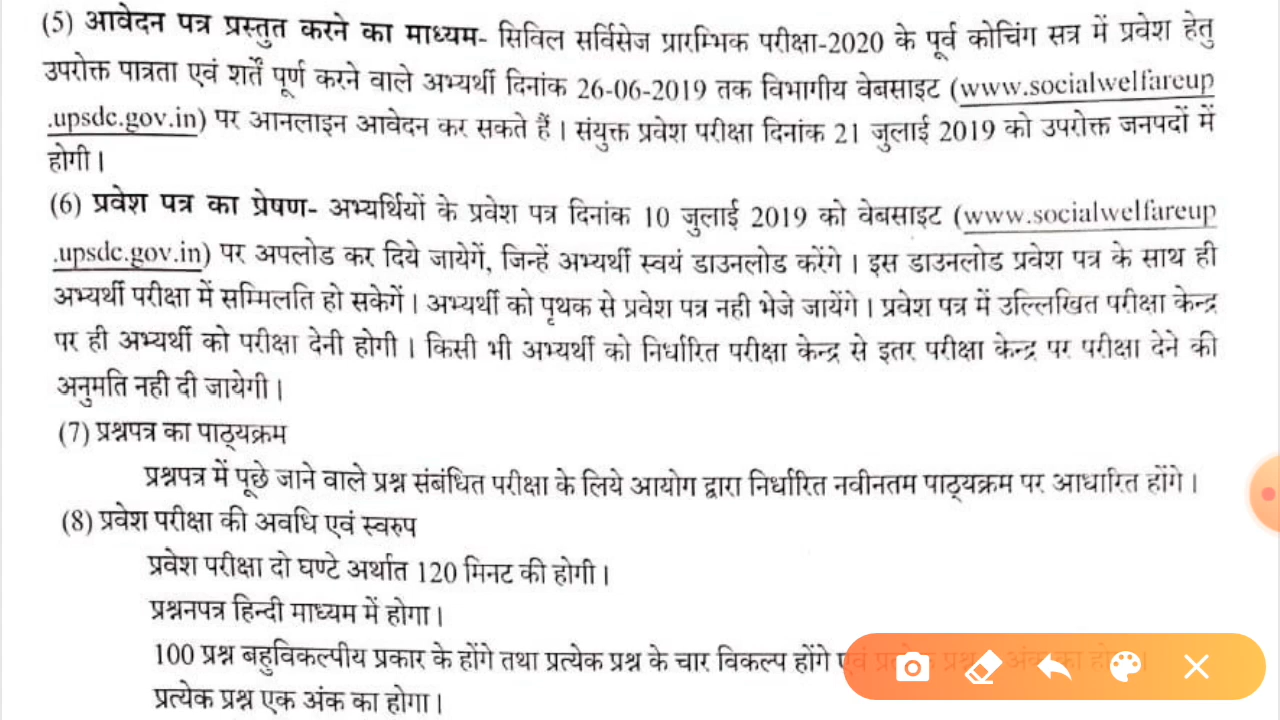 (5) आवेदन पत्र प्रस्तुत करने का माध्यम- सिविल सर्विसेज प्रारम्भिक परीक्षा-2020 के पूर्व कोचिंग सत्र में प्रवेश हेतु
उपरोक्त पात्रता एवं शर्तें पूर्ण करने वाले अभ्यर्थी दिनांक 26-06-2019 तक विभागीय वेबसाइट (www.socialwelfareup
.upsdc.gov.in) पर आनलाइन आवेदन कर सकते हैं। संयुक्त प्रवेश परीक्षा दिनांक 21 जुलाई 2019 को उपरोक्त जनपदों में
होगी।
(6) प्रवेश पत्र का प्रेषण- अभ्यर्थियों के प्रवेश पत्र दिनांक 10 जुलाई 2019 को वेबसाइट (www.socialwelfareup
.upsdc.gov.in) पर अपलोड कर दिये जायेगें, जिन्हें अभ्यर्थी स्वयं डाउनलोड करेंगे। इस डाउनलोड प्रवेश पत्र के साथ ही
अभ्यर्थी परीक्षा में सम्मिलति हो सकेगें। अभ्यर्थी को पृथक से प्रवेश पत्र नही भेजे जायेंगे। प्रवेश पत्र में उल्लिखित परीक्षा केन्द्र
पर ही अभ्यर्थी को परीक्षा देनी होगी। किसी भी अभ्यर्थी को निर्धारित परीक्षा केन्द्र से इतर परीक्षा केन्द्र पर परीक्षा देने की
अनुमति नही दी जायेगी।
(7) प्रश्नपत्र का पाठ्यक्रम
प्रश्नपत्र में पूछे जाने वाले प्रश्न संबंधित परीक्षा के लिये आयोग द्वारा निर्धारित नवीनतम पाठ्यक्रम पर आधारित होंगे।
(8) प्रवेश परीक्षा की अवधि एवं स्वरुप
प्रवेश परीक्षा दो घण्टे अर्थात 120 मिनट की होगी।
प्रश्ननपत्र हिन्दी माध्यम में होगा।
100 प्रश्न बहुविकल्पीय प्रकार के होंगे तथा प्रत्येक प्रश्न के चार विकल्प होंगे एवं
प्रत्येक प्रश्न एक अंक का होगा।